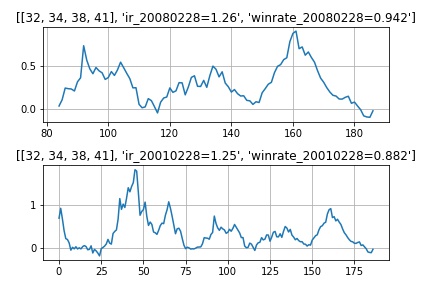 [[32, 34, 38, 41], 'ir_20080228=1.26', 'winrate_20080228=0.942']
0.5
0.0
80 100 120 140 160 180
[[32, 34, 38, 41], 'ir_20010228=1.25', 'winrate_20010228=0.882']
1
0
0 25 50 75 100 125 150 175